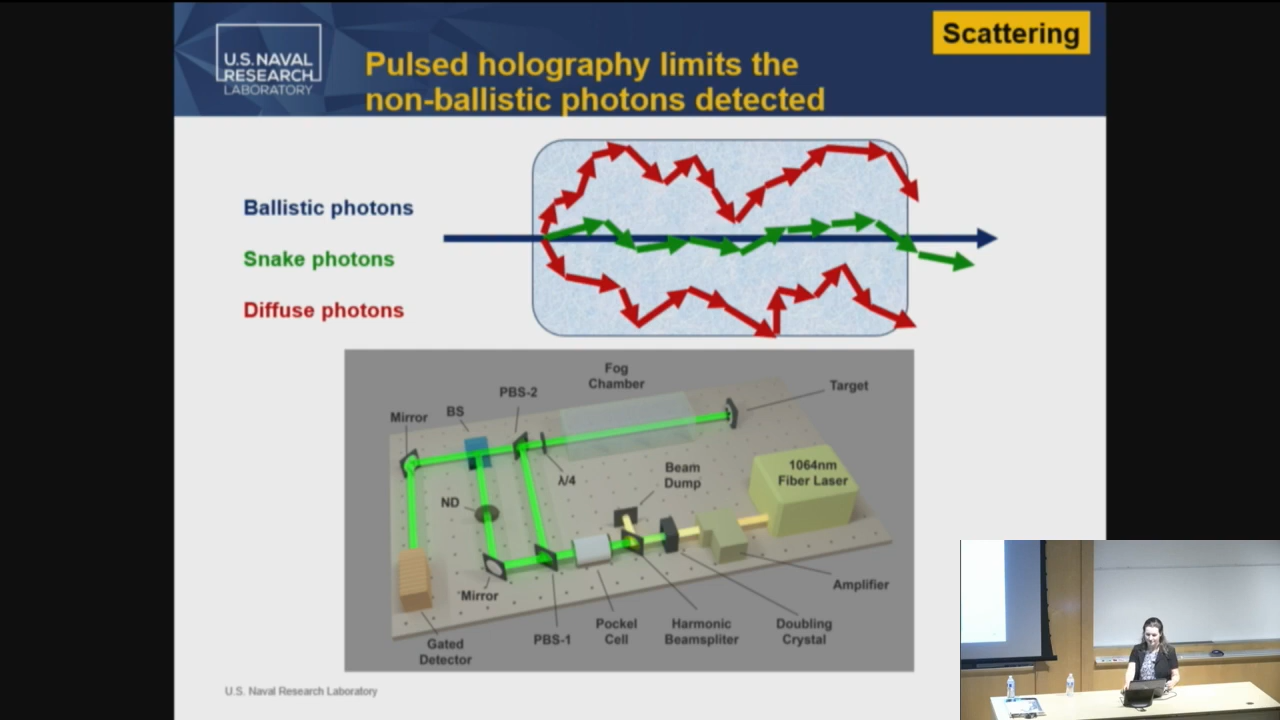 U.S. NAVAL
RESEARCH
LABORATORY
Pulsed holography limits the
non-ballistic photons detected
Scattering
Ballistic photons
Snake photons
Diffuse photons
Fog
Chamber
Target
PBS-2
BS
Mirror
1064nm
Fiber Laser
Beam
Dump
λ/4
ND
Amplifier
Mirror
Pockel
Cell
Harmonic
Beamspliter
Doubling
Crystal
PBS-1
Gated
Detector
U.S. Naval Research Laboratory